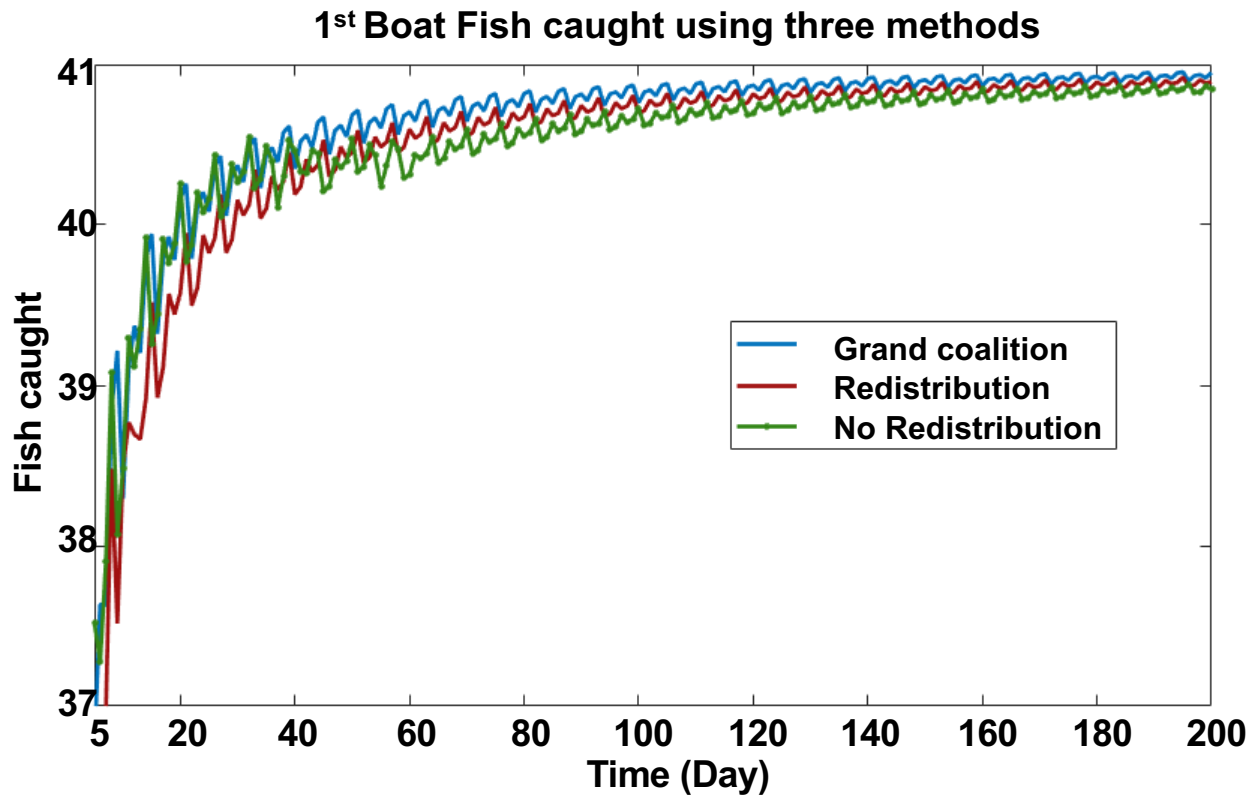 1st Boat Fish caught using three methods
Fish caught
41
40
39
38
37
Grand coalition
Redistribution
No Redistribution
5 20 40 60 80 100 120 140 160 180 200
Time (Day)